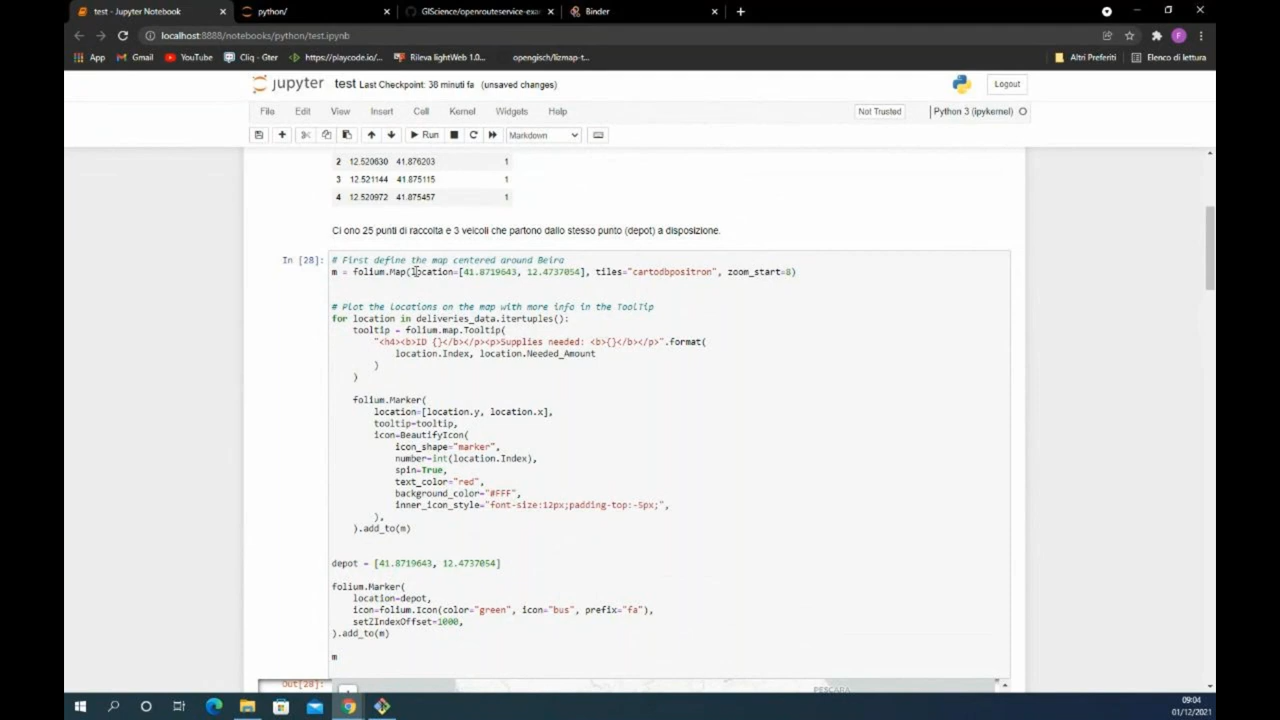 test - Jupyter Notebook
python/
GIScience/openrouteservice-exa
Binder
localhost:8888/notebooks/python/test.ipynb
App
Gmail
YouTube
Cliq - Gter
https://playcode.io/...
Rileva lightWeb 1.0...
opengisch/lizmap-t...
Altri Preferiti
Elenco di lettura
jupyter
test Last Checkpoint: 38 minuti fa (unsaved changes)
Logout
File Edit View Insert Cell Kernel Widgets Help
Not Trusted
Python 3 (ipykernel)
Run
Markdown
2 12.520630 41.876203 1
3 12.521144 41.875115 1
4 12.520972 41.875457 1
Ci ono 25 punti di raccolta e 3 veicoli che partono dallo stesso punto (depot) a disposizione.
In [28]:
# First define the map centered around Beira
m = folium.Map(location=[41.8719643, 12.4737054], tiles="cartodbpositron", zoom_start=8)
# Plot the locations on the map with more info in the ToolTip
for location in deliveries_data.itertuples():
tooltip = folium.map.Tooltip(
"<h4><b>ID {}</b></p><p>Supplies needed: <b>{}</b></p>".format(
location.Index, location.Needed_Amount
)
)
folium.Marker(
location=[location.y, location.x],
tooltip=tooltip,
icon=BeautifyIcon(
icon_shape="marker",
number=int(location.Index),
spin=True,
text_color="red",
background_color="#FFF",
inner_icon_style="font-size:12px;padding-top:-5px;",
),
).add_to(m)
depot = [41.8719643, 12.4737054]
folium.Marker(
location=depot,
icon=folium.Icon(color="green", icon="bus", prefix="fa"),
setZIndexOffset=1000,
).add_to(m)
m
Out[28]:
PESCARA
09:04
01/12/2021